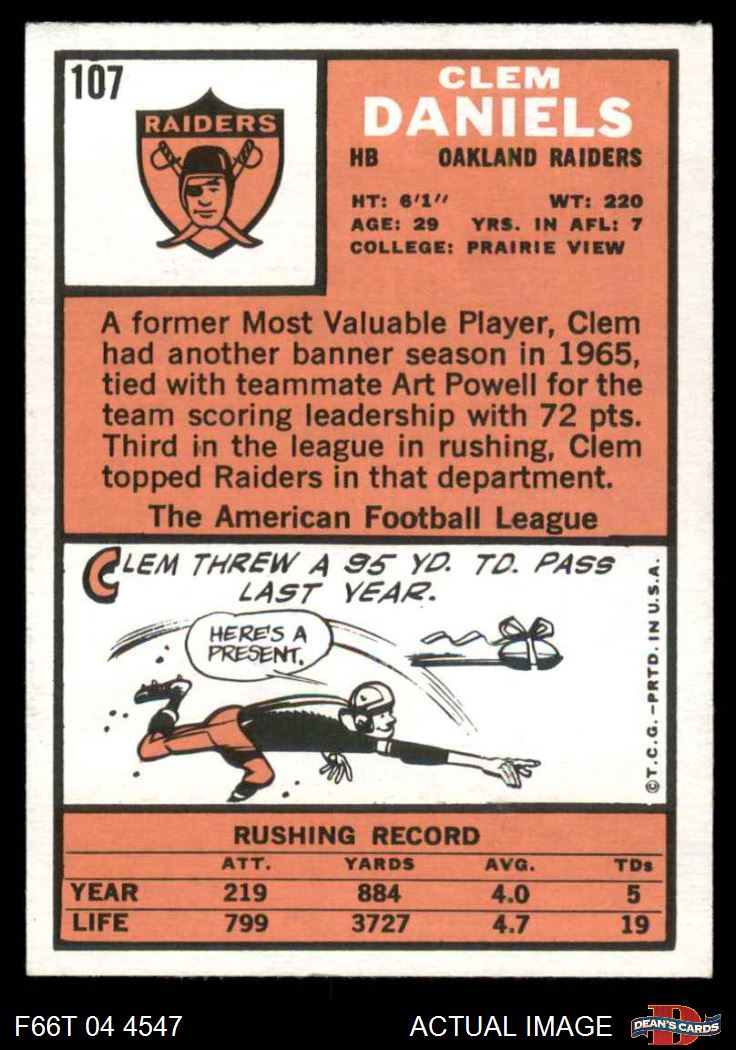 107
RAIDERS
CLEM
DANIELS
HB OAKLAND RAIDERS
HT: 6'1" WT: 220
AGE: 29 YRS. IN AFL: 7
COLLEGE: PRAIRIE VIEW
A former Most Valuable Player, Clem
had another banner season in 1965,
tied with teammate Art Powell for the
team scoring leadership with 72 pts.
Third in the league in rushing, Clem
topped Raiders in that department.
The American Football League
CLEM THREW A 95 YD. TD. PASS
LAST YEAR.
HERE'S A
PRESENT.
©T.C.G.-PRTD. IN U.S.A.
RUSHING RECORD
ATT. YARDS AVG. TDs
YEAR 219 884 4.0 5
LIFE 799 3727 4.7 19
F66T 04 4547 ACTUAL IMAGE DEAN'S CARDS